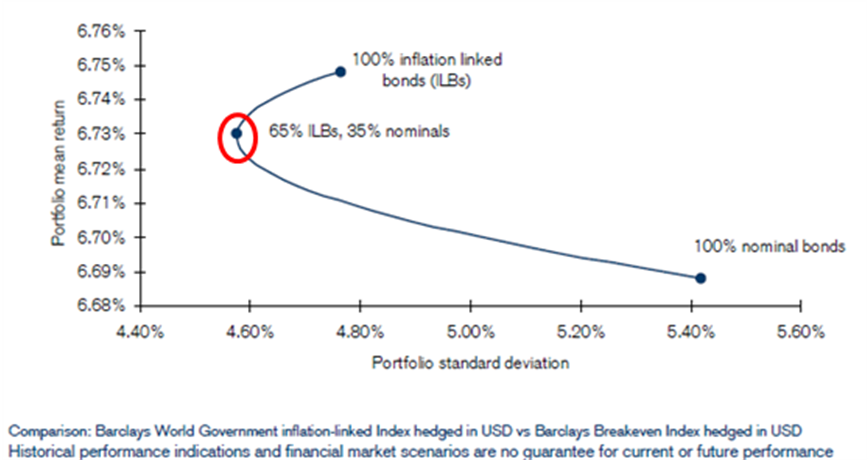 6.76%
6.75%
6.74%
6.73%
6.72%
6.71%
6.70%
6.69%
6.68%
Portfolio mean return
100% inflation linked
bonds (ILBs)
65% ILBs, 35% nominals
100% nominal bonds
4.40% 4.60% 4.80% 5.00% 5.20% 5.40% 5.60%
Portfolio standard deviation
Comparison: Barclays World Government inflation-linked Index hedged in USD vs Barclays Breakeven Index hedged in USD
Historical performance indications and financial market scenarios are no guarantee for current or future performance